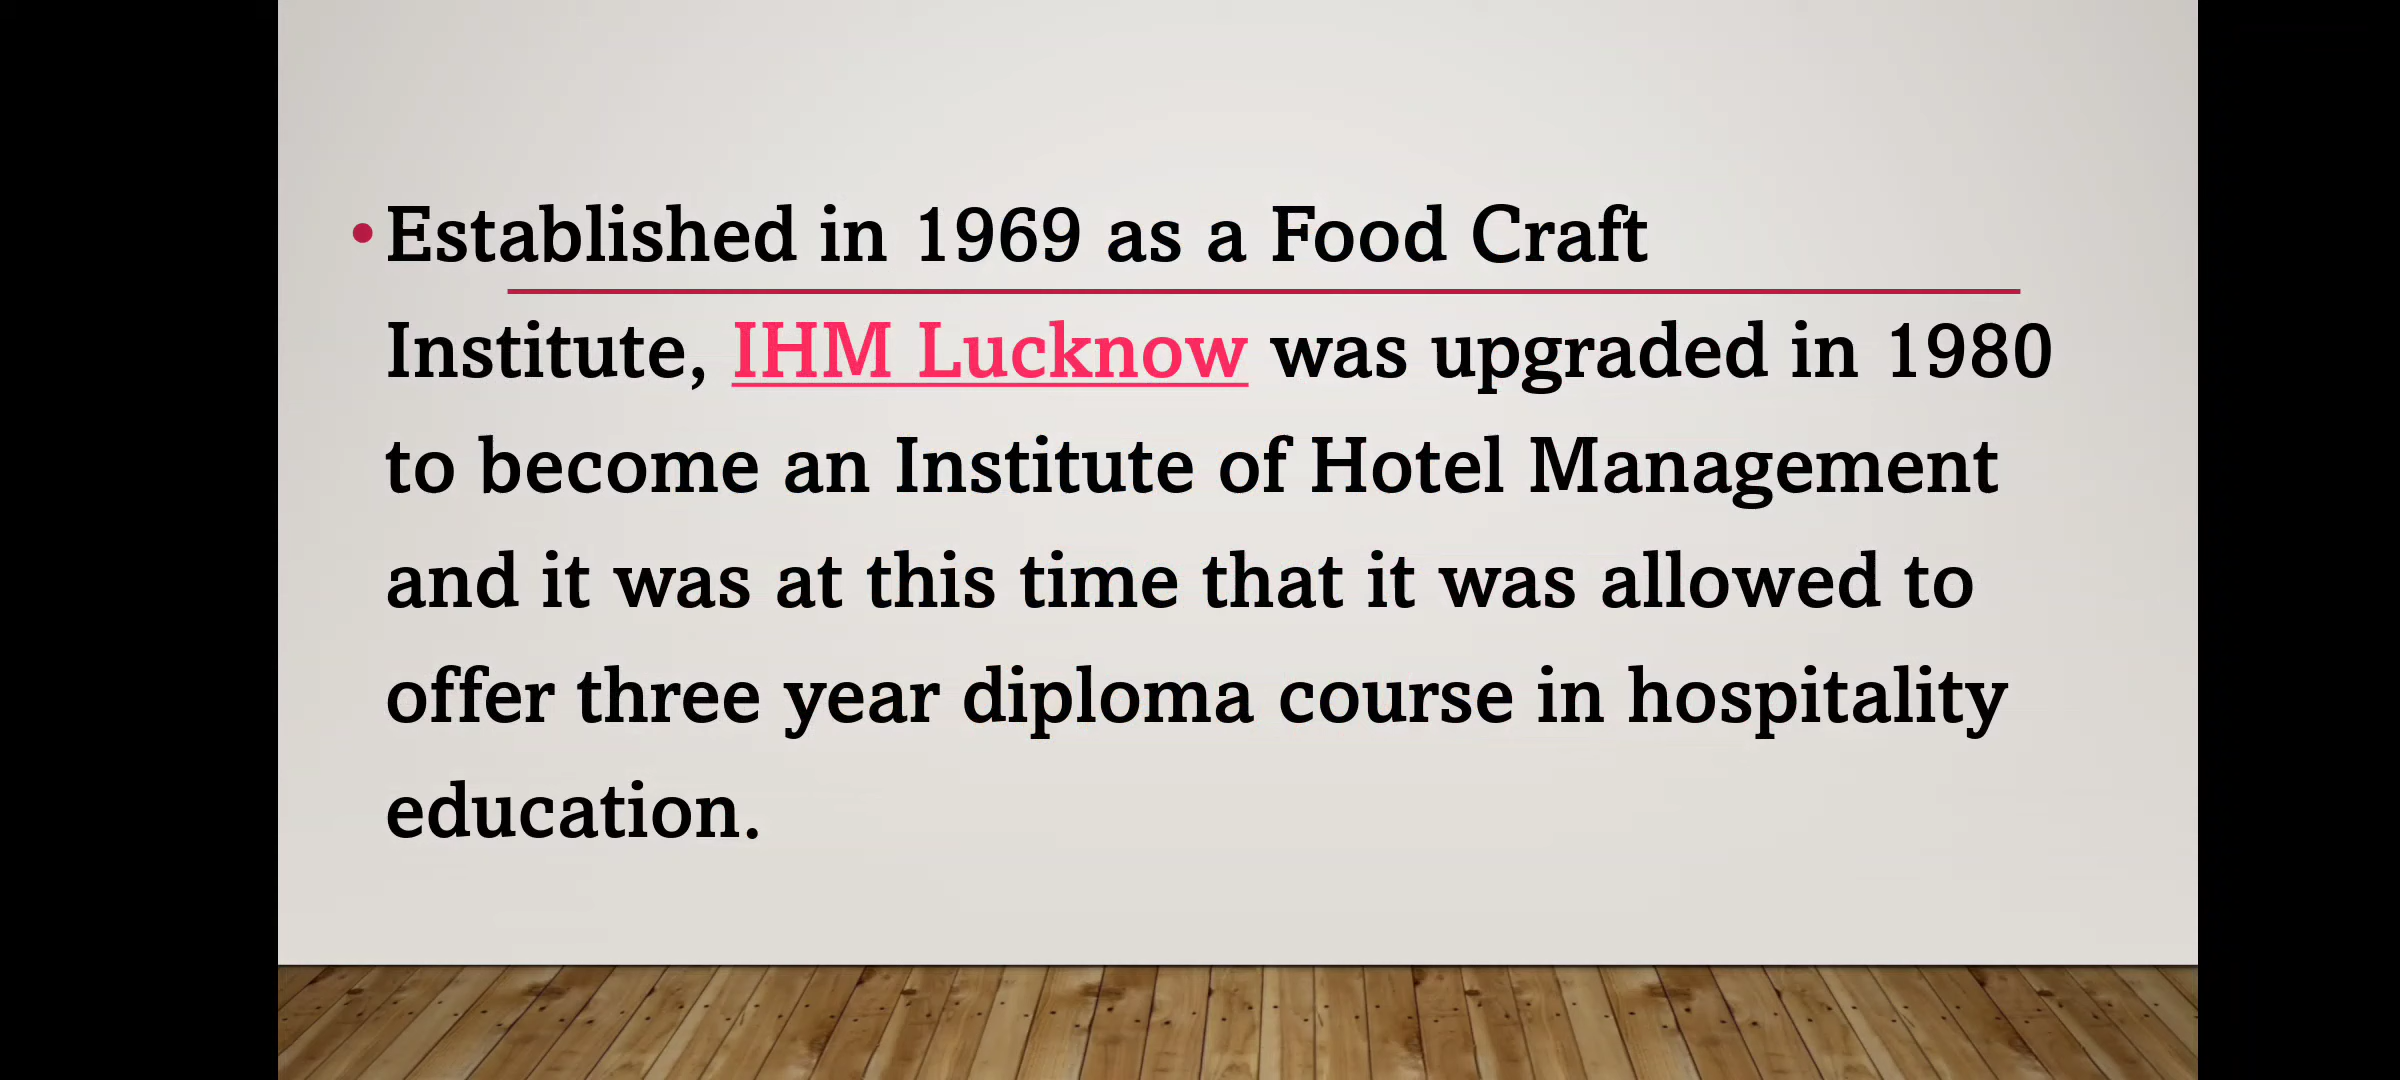 • Established in 1969 as a Food Craft
Institute, IHM Lucknow was upgraded in 1980
to become an Institute of Hotel Management
and it was at this time that it was allowed to
offer three year diploma course in hospitality
education.